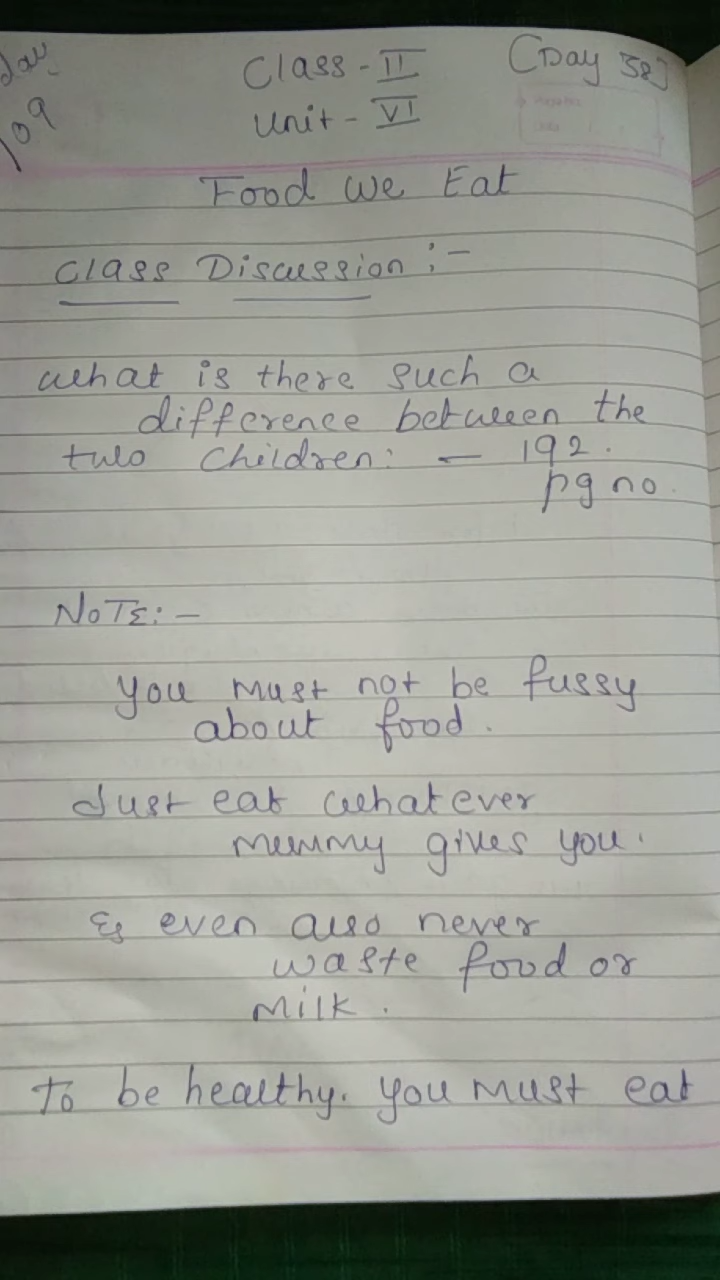 Class - II
[Day 38]
Unit - VI
109
Food We Eat
Class Discussion :-
what is there such a
difference between the
two children: - 192.
pg no.
NOTE: -
You must not be fussy
about food.
Just eat whatever
mummy gives you.
& even also never
waste food or
milk.
To be healthy. you must eat